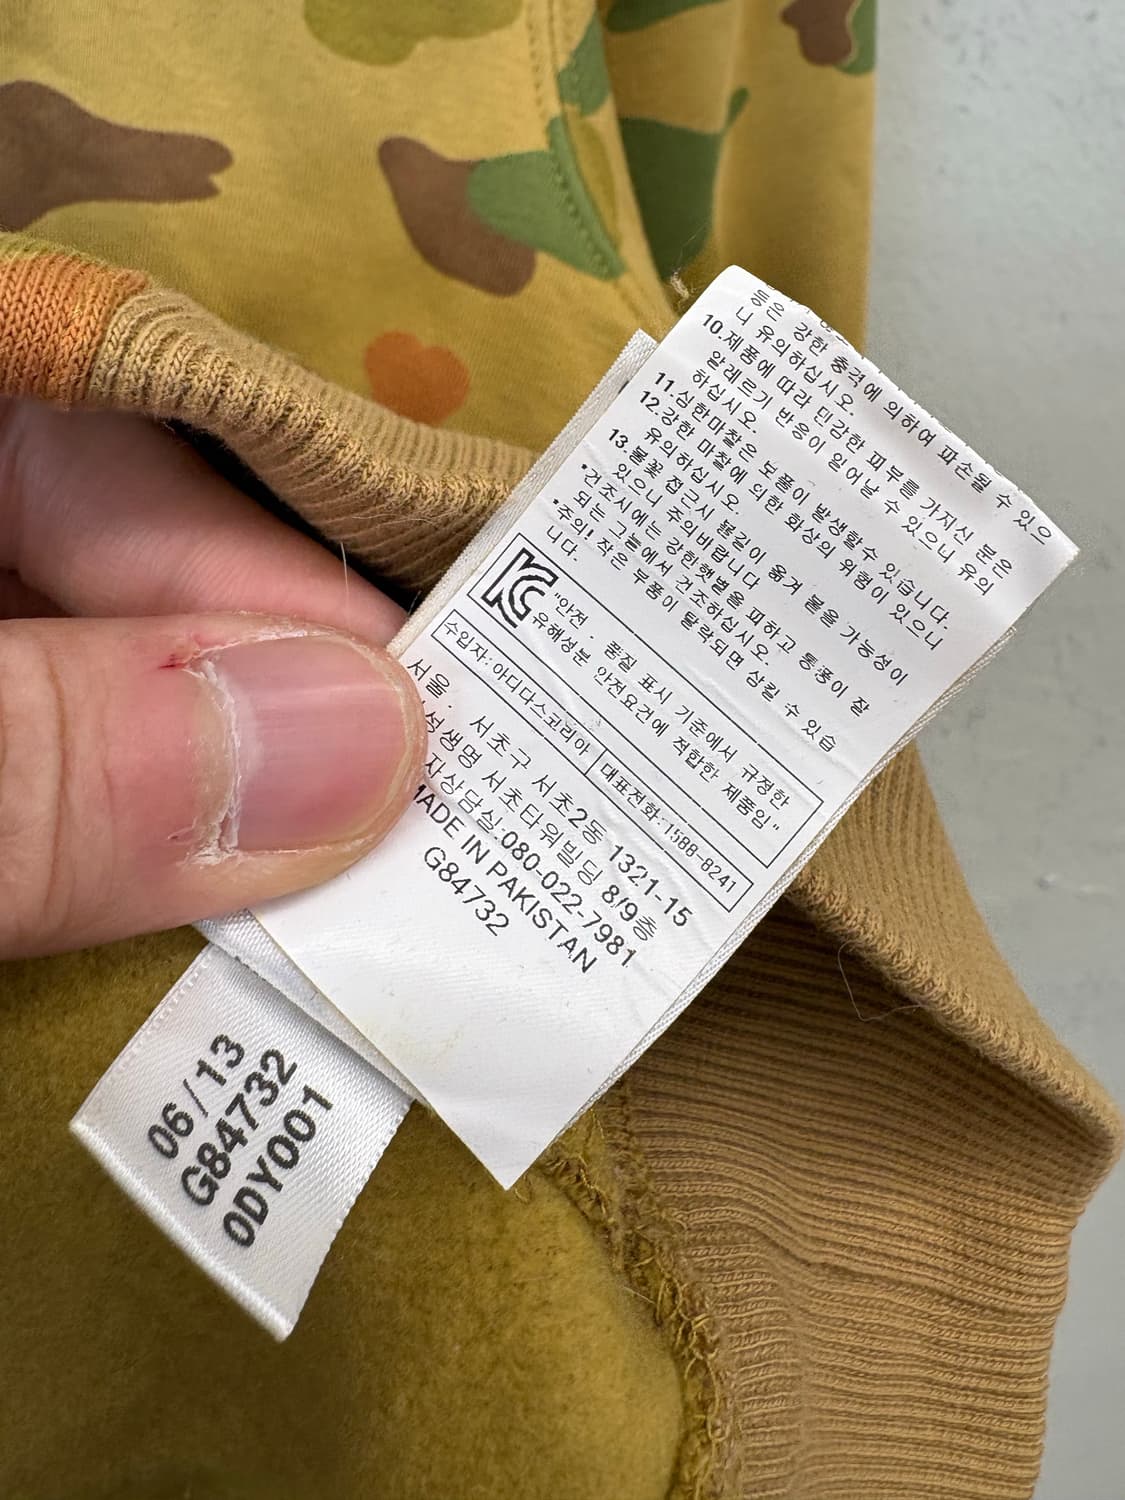 등은 강한 충격에 의하여 파손될 수 있으
니 유의하십시오.
10.제품에 따라 민감한 피부를 가지신 분은
알레르기 반응이 일어날 수 있으니 유의
하십시오.
11.심한마찰은 보풀이 발생할수 있습니다.
12.강한 마찰에 의한 화상의 위험이 있으니
유의하십시오.
13.불꽃 접근시 불길이 옮겨 붙을 가능성이
있으니 주의바랍니다
*건조시에는 강한햇볕을 피하고 통풍이 잘
되는 그늘에서 건조하십시오.
*주의! 작은 부품이 탈락되면 삼킬 수 있습
니다.
"안전 · 품질 표시 기준에서 규정한
유해성분 안전요건에 적합한 제품임"
수입자:아디다스코리아 대표전화:1588-8241
서울 · 서초구 서초2동 1321-15
성생명 서초타워빌딩 8/9층
자상담실:080-022-7981
MADE IN PAKISTAN
G84732
06/13
G84732
0DY001